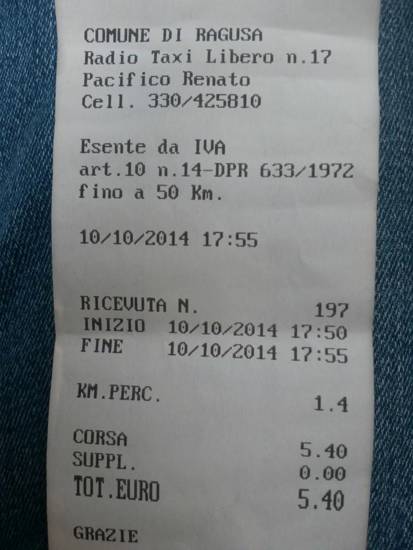 COMUNE DI RAGUSA
Radio Taxi Libero n.17
Pacifico Renato
Cell. 330/425810
Esente da IVA
art.10 n.14-DPR 633/1972
fino a 50 Km.
10/10/2014 17:55
RICEVUTA N. 197
INIZIO 10/10/2014 17:50
FINE 10/10/2014 17:55
KM.PERC. 1.4
CORSA 5.40
SUPPL. 0.00
TOT.EURO 5.40
GRAZIE